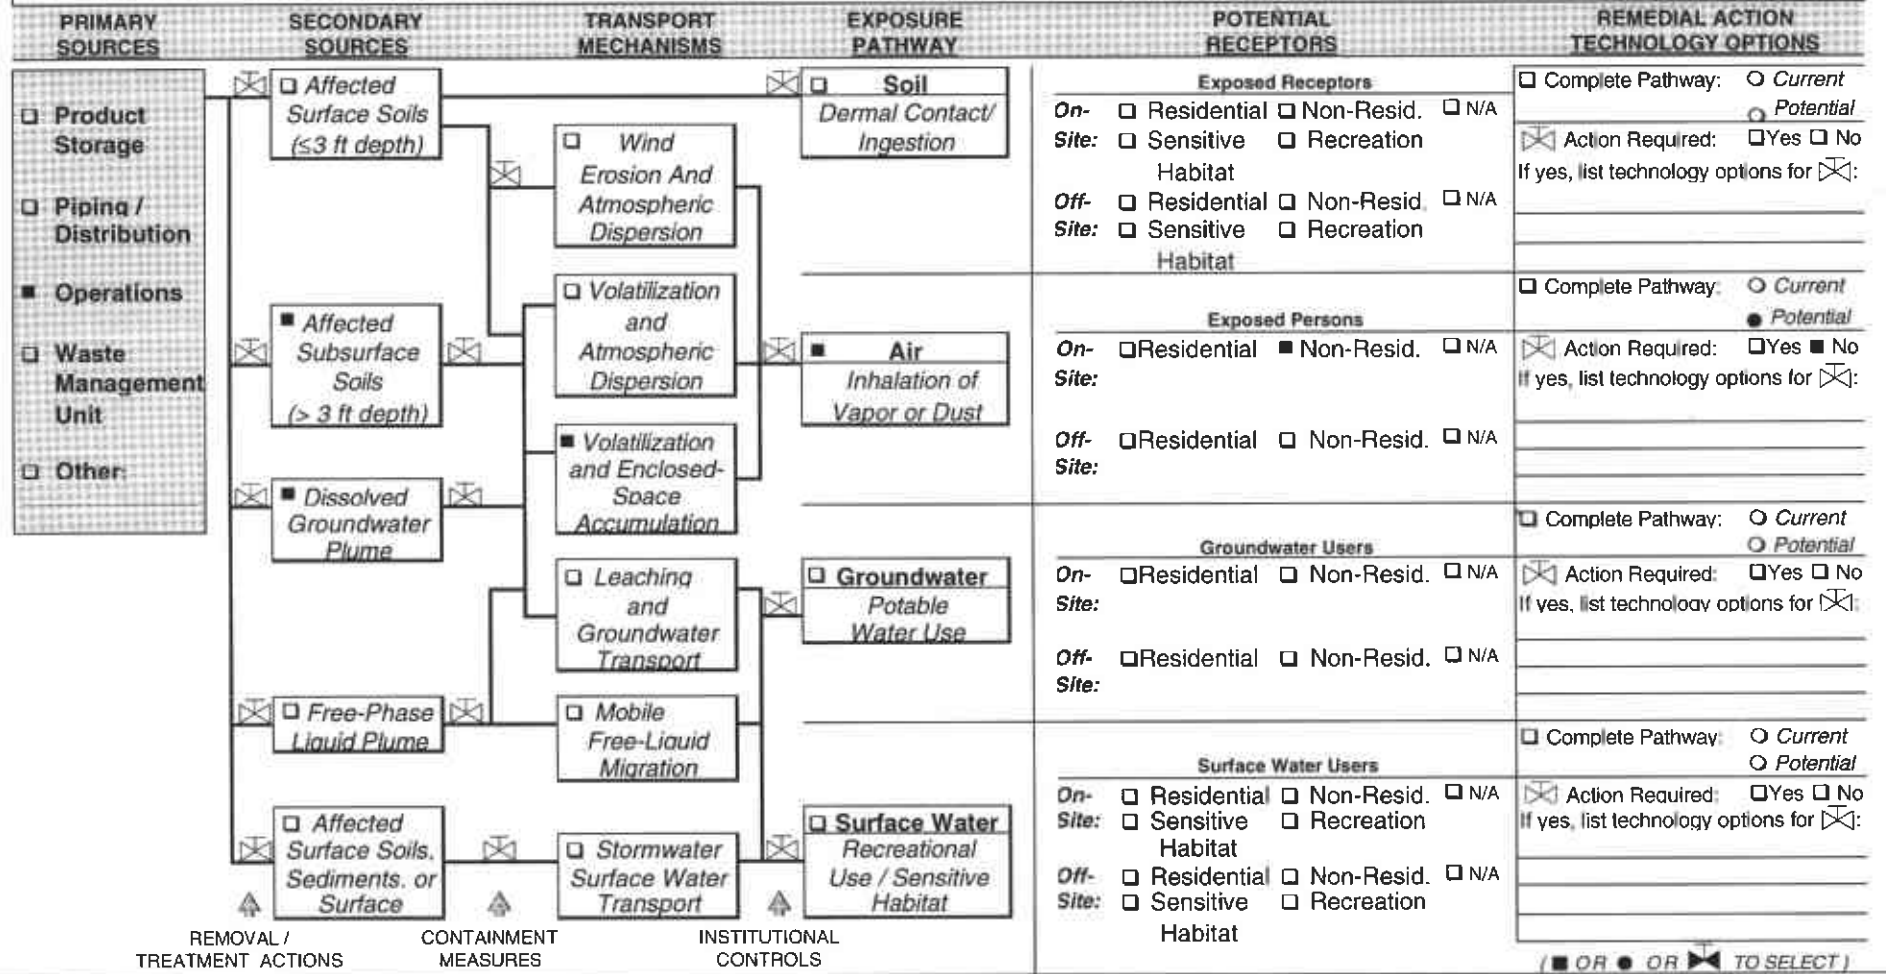 PRIMARY
SOURCES
SECONDARY
SOURCES
TRANSPORT
MECHANISMS
EXPOSURE
PATHWAY
POTENTIAL
RECEPTORS
REMEDIAL ACTION
TECHNOLOGY OPTIONS
❑ Product
Storage
❑ Piping /
Distribution
■ Operations
❑ Waste
Management
Unit
❑ Other:
❑ Affected
Surface Soils
(≤3 ft depth)
■ Affected
Subsurface
Soils
(> 3 ft depth)
■ Dissolved
Groundwater
Plume
❑ Free-Phase
Liquid Plume
❑ Affected
Surface Soils,
Sediments, or
Surface
❑ Wind
Erosion And
Atmospheric
Dispersion
❑ Volatilization
and
Atmospheric
Dispersion
■ Volatilization
and Enclosed-
Space
Accumulation
❑ Leaching
and
Groundwater
Transport
❑ Mobile
Free-Liquid
Migration
❑ Stormwater
Surface Water
Transport
❑ Soil
Dermal Contact/
Ingestion
■ Air
Inhalation of
Vapor or Dust
❑ Groundwater
Potable
Water Use
❑ Surface Water
Recreational
Use / Sensitive
Habitat
Exposed Receptors
On- ❑ Residential ❑ Non-Resid. ❑ N/A
Site: ❑ Sensitive ❑ Recreation
Habitat
Off- ❑ Residential ❑ Non-Resid. ❑ N/A
Site: ❑ Sensitive ❑ Recreation
Habitat
❑ Complete Pathway: ○ Current
○ Potential
Action Required: ❑Yes ❑ No
If yes, list technology options for :
Exposed Persons
On- ❑Residential ■ Non-Resid. ❑ N/A
Site:
Off- ❑Residential ❑ Non-Resid. ❑ N/A
Site:
❑ Complete Pathway: ○ Current
● Potential
Action Required: ❑Yes ■ No
If yes, list technology options for :
Groundwater Users
On- ❑Residential ❑ Non-Resid. ❑ N/A
Site:
Off- ❑Residential ❑ Non-Resid. ❑ N/A
Site:
❑ Complete Pathway: ○ Current
○ Potential
Action Required: ❑Yes ❑ No
If yes, list technology options for :
Surface Water Users
On- ❑ Residential ❑ Non-Resid. ❑ N/A
Site: ❑ Sensitive ❑ Recreation
Habitat
Off- ❑ Residential ❑ Non-Resid. ❑ N/A
Site: ❑ Sensitive ❑ Recreation
Habitat
❑ Complete Pathway: ○ Current
○ Potential
Action Required: ❑Yes ❑ No
If yes, list technology options for :
REMOVAL /
TREATMENT ACTIONS
CONTAINMENT
MEASURES
INSTITUTIONAL
CONTROLS
( ■ OR ● OR TO SELECT )